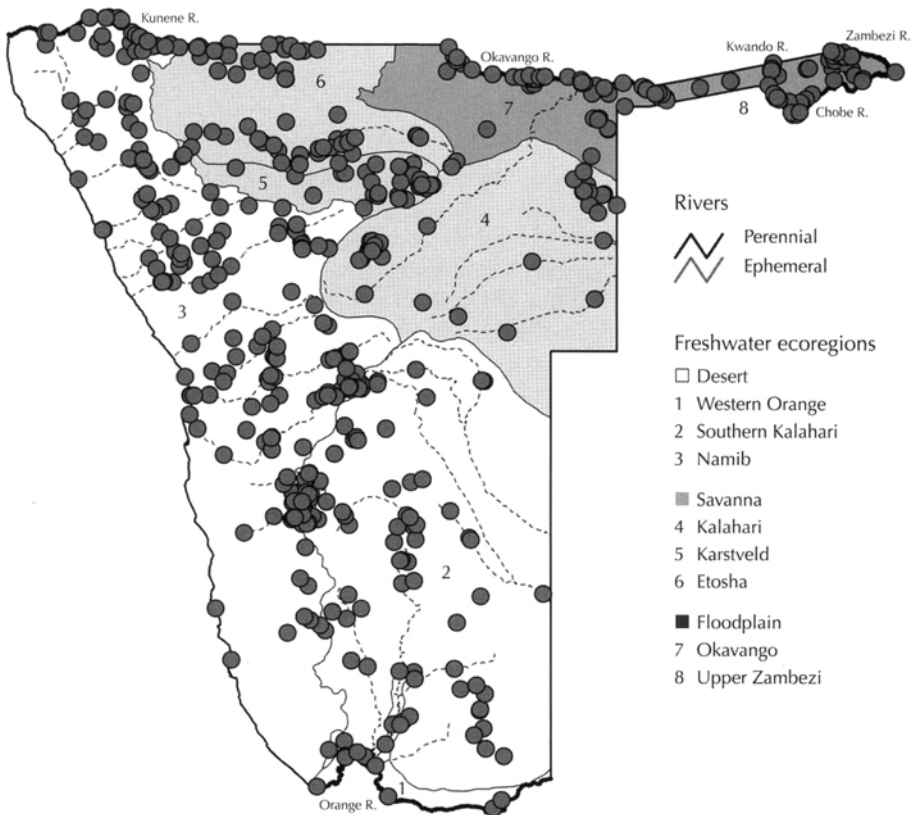 Kunene R.
Okavango R.
Kwando R.
Zambezi R.
Chobe R.
6
7
8
5
4
3
2
1
Orange R.
Rivers
Perennial
Ephemeral
Freshwater ecoregions
Desert
1 Western Orange
2 Southern Kalahari
3 Namib
Savanna
4 Kalahari
5 Karstveld
6 Etosha
Floodplain
7 Okavango
8 Upper Zambezi